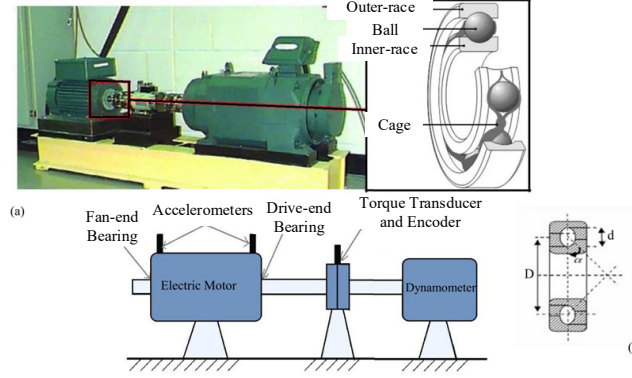 Outer-race
Ball
Inner-race
Cage
(a)
Fan-end
Bearing
Accelerometers
Drive-end
Bearing
Torque Transducer
and Encoder
Electric Motor
Dynamometer
d
α
D
(